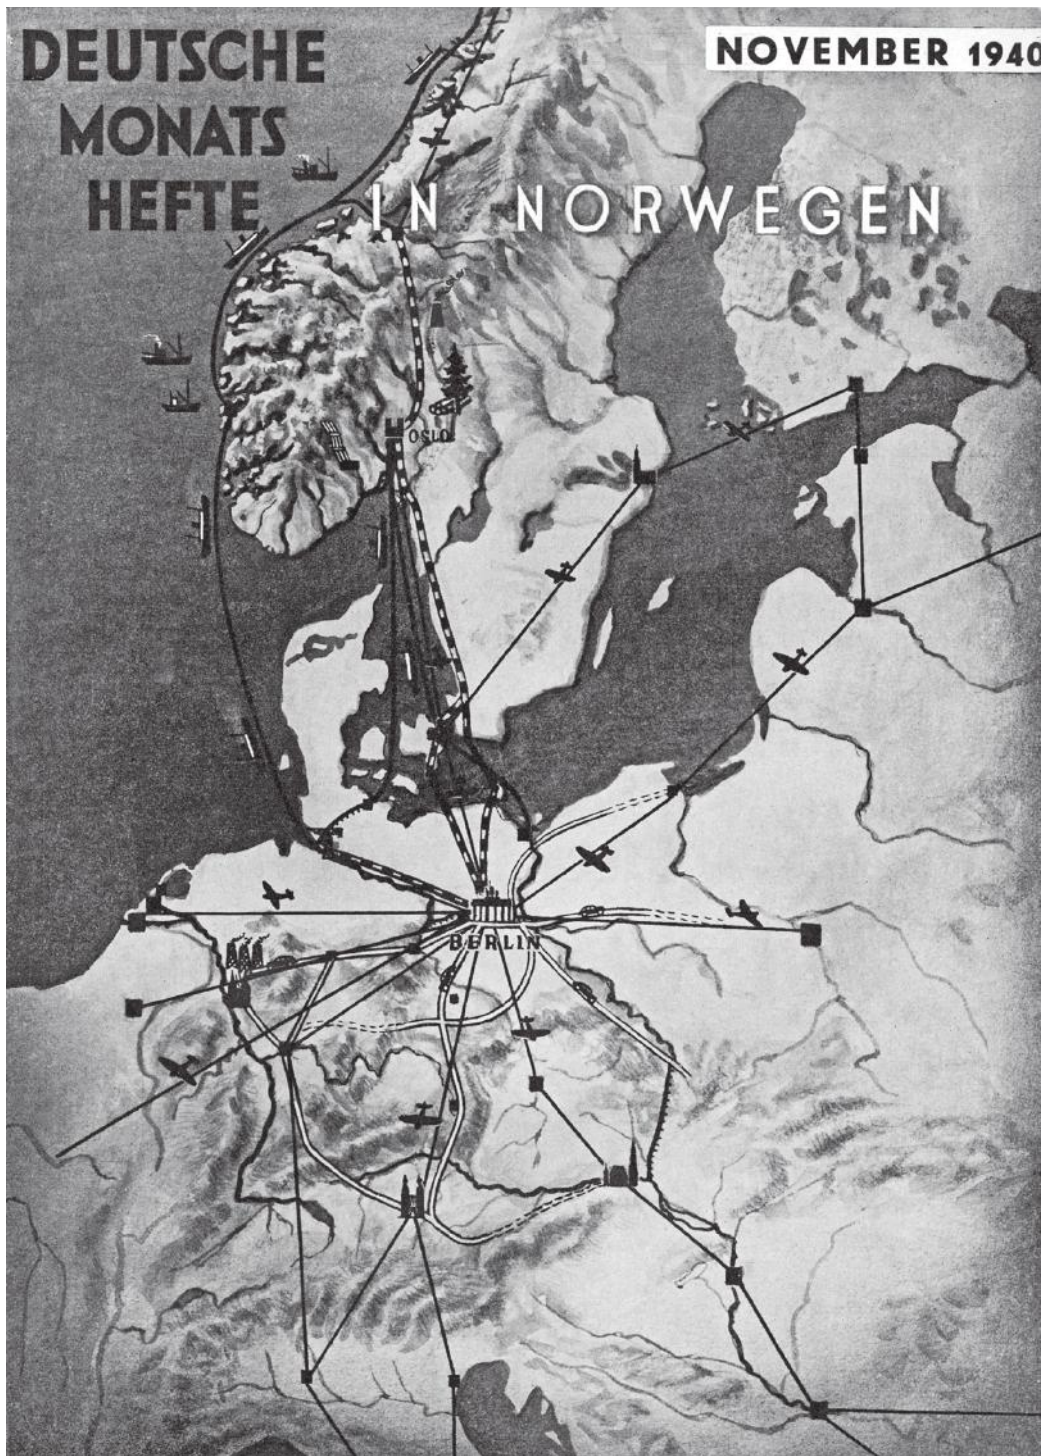 DEUTSCHE
MONATS
HEFTE
NOVEMBER 1940
IN NORWEGEN
OSLO
BERLIN